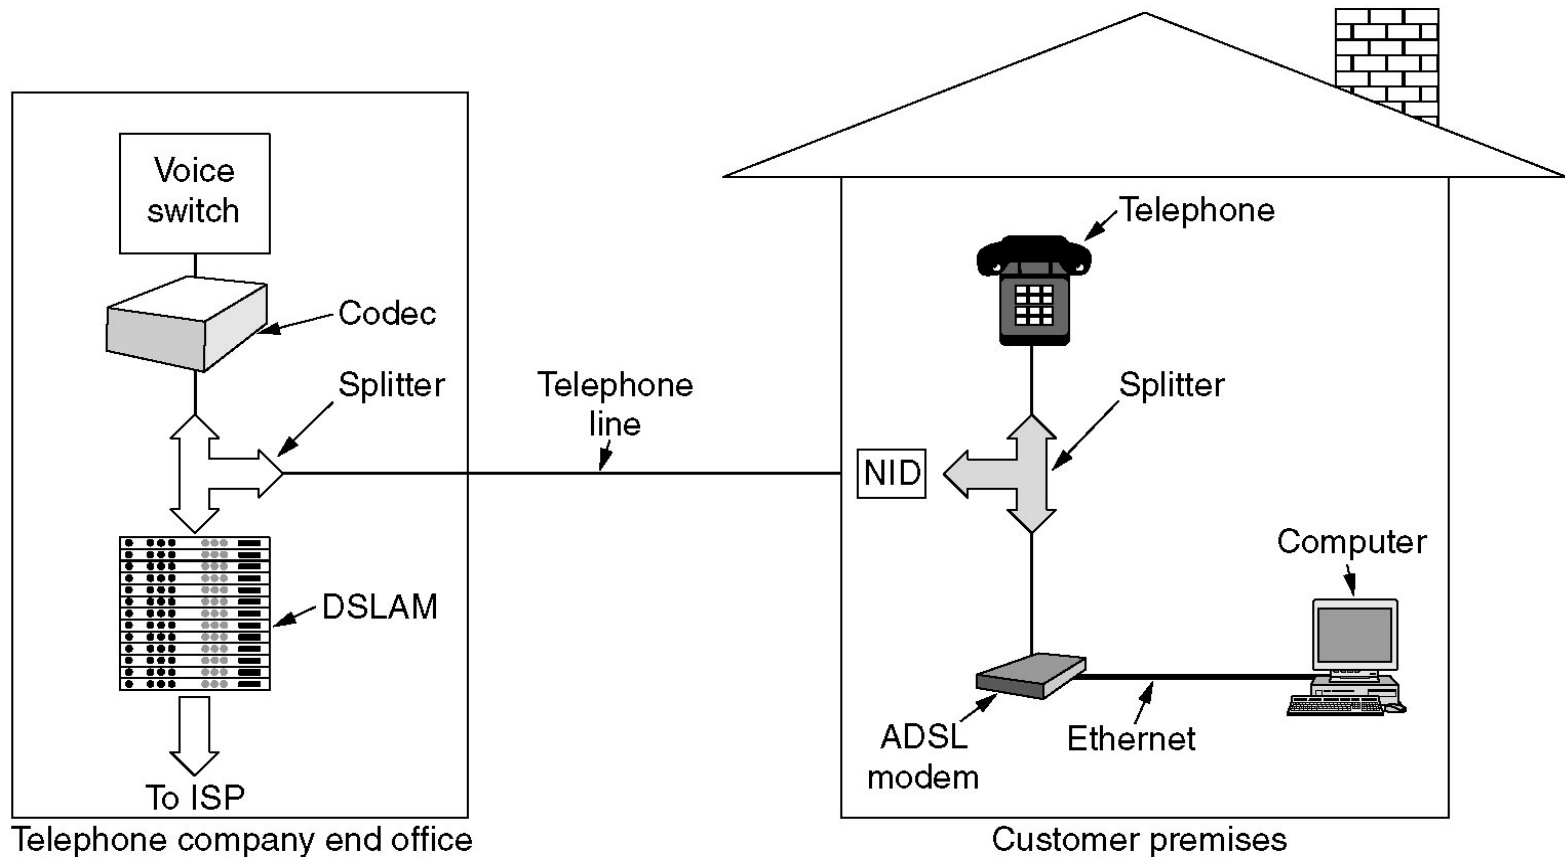 Voice
switch
Codec
Splitter
DSLAM
To ISP
Telephone company end office
Telephone
line
Telephone
Splitter
NID
Computer
ADSL
modem
Ethernet
Customer premises